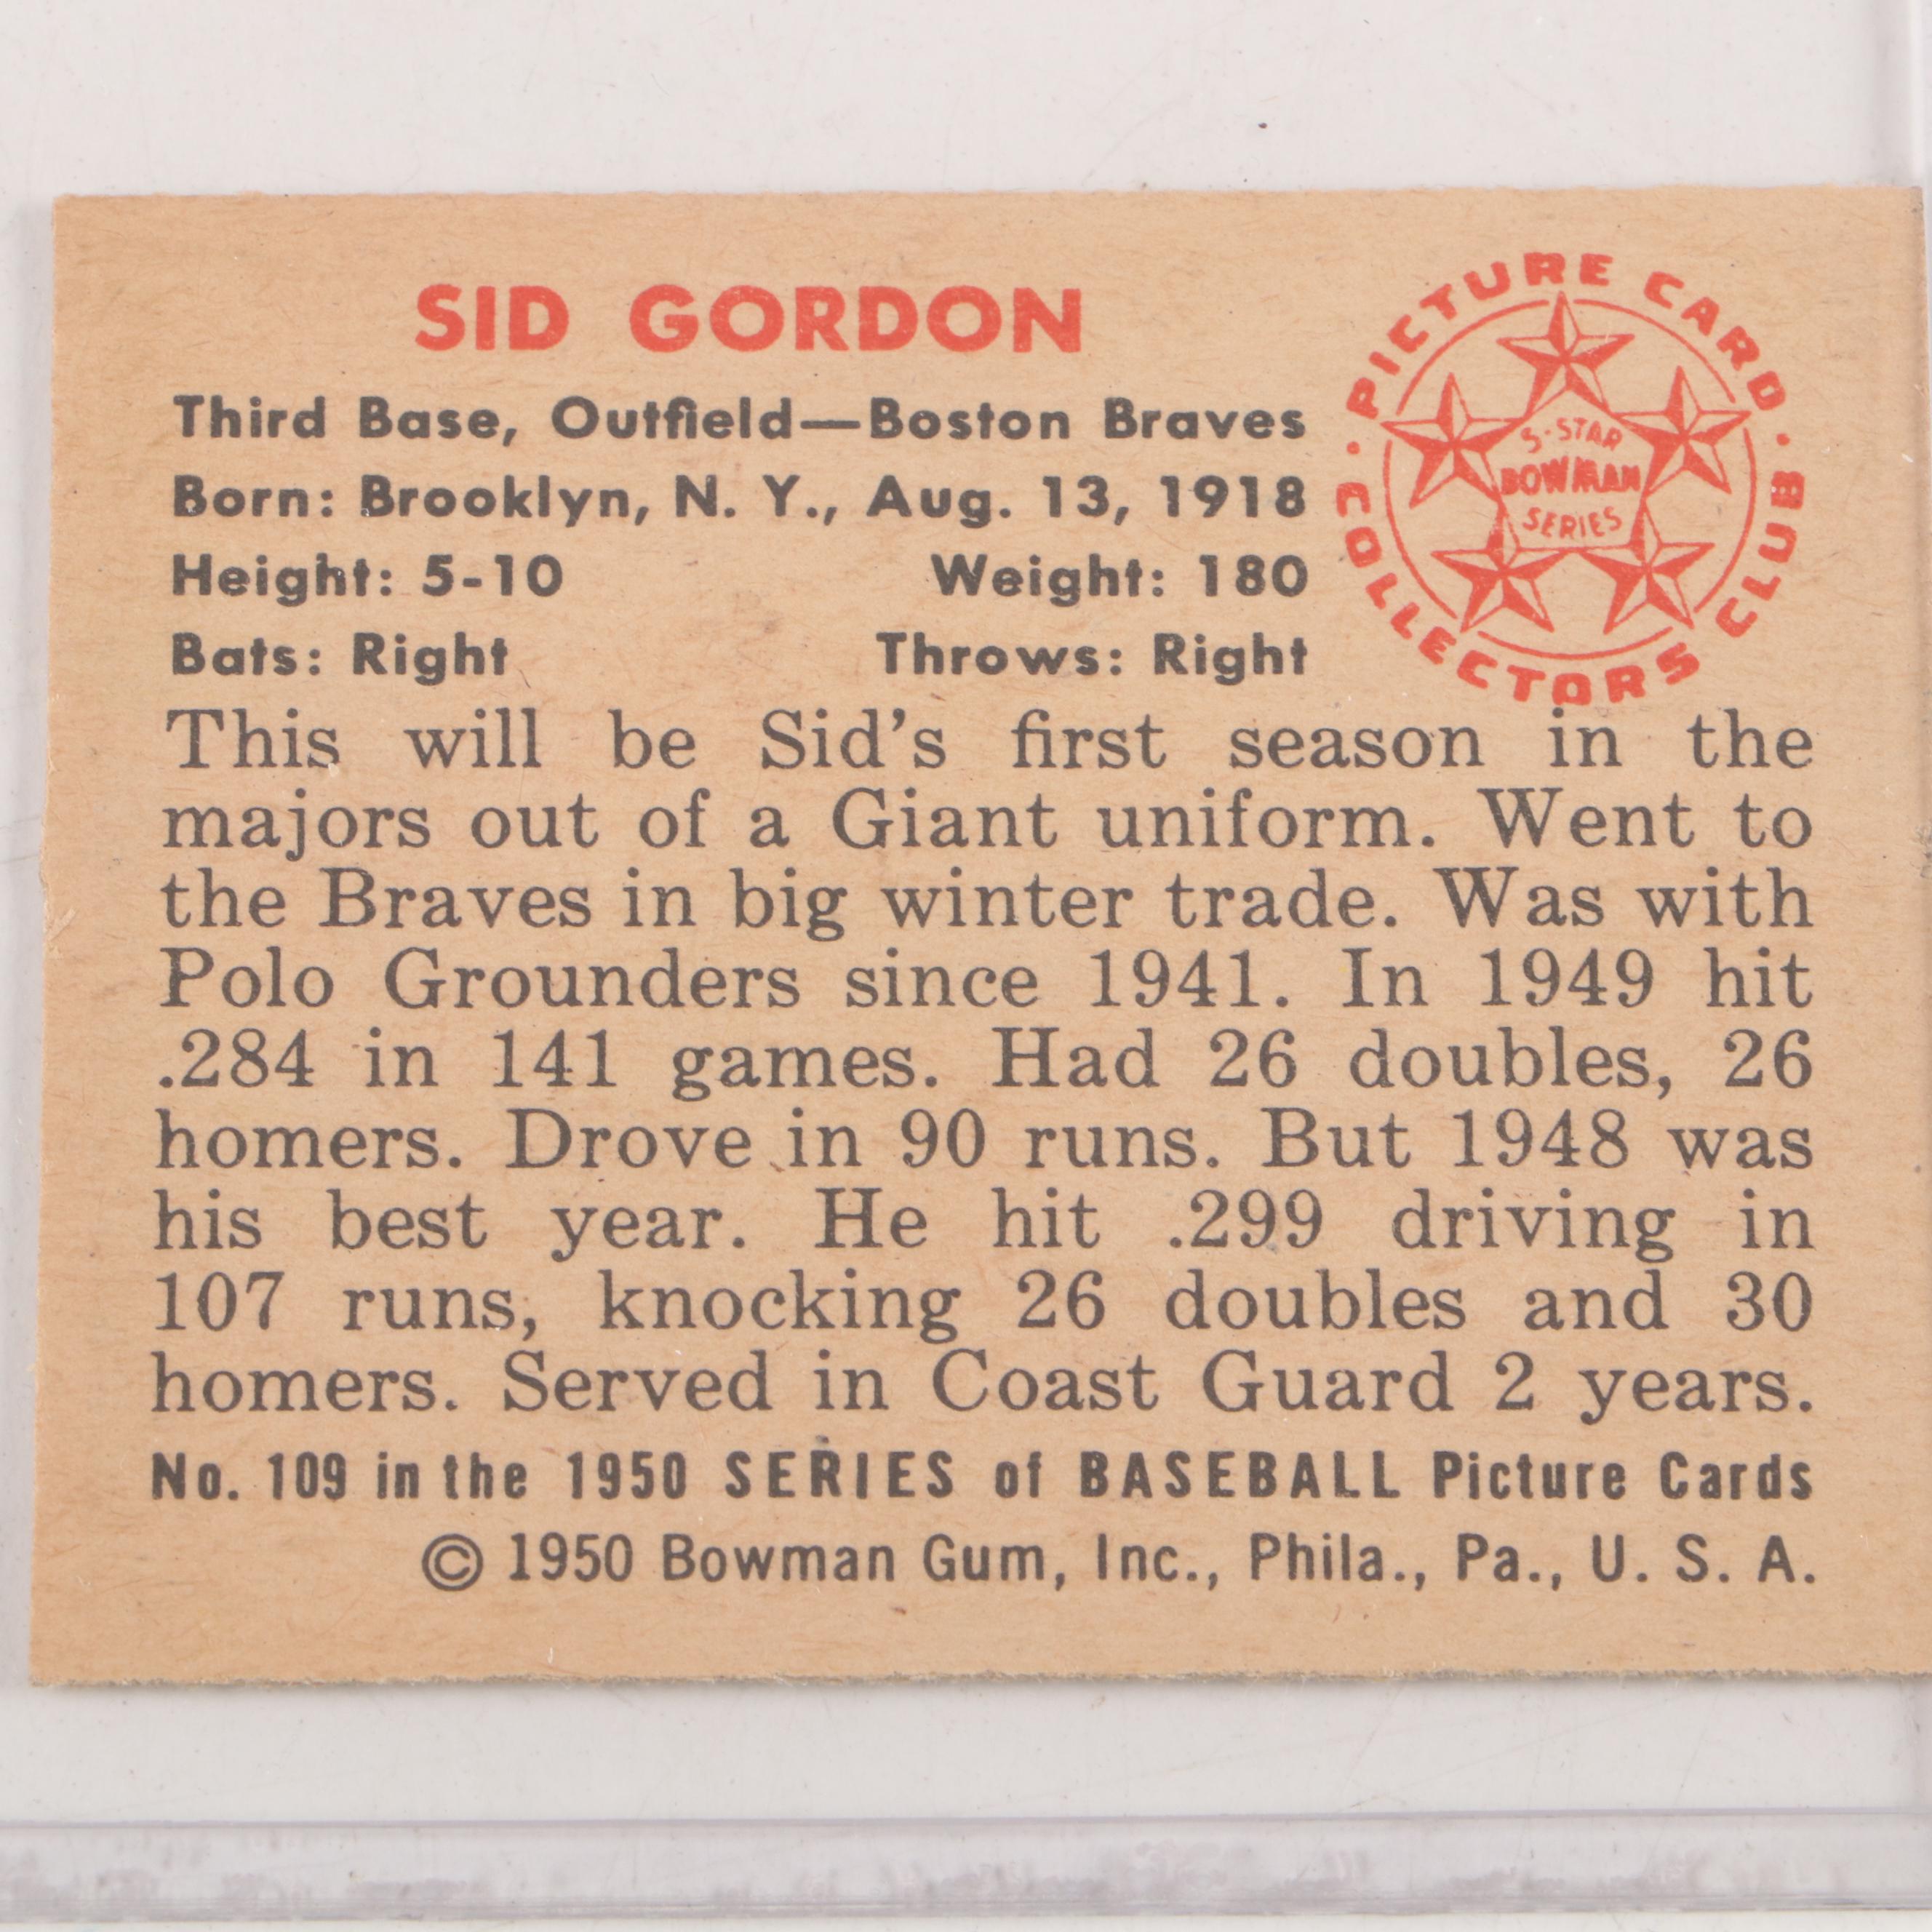 SID GORDON
Third Base, Outfield—Boston Braves
Born: Brooklyn, N. Y., Aug. 13, 1918
Height: 5-10 Weight: 180
Bats: Right Throws: Right
PICTURE CARD
COLLECTORS CLUB
5-STAR
BOWMAN
SERIES
This will be Sid's first season in the
majors out of a Giant uniform. Went to
the Braves in big winter trade. Was with
Polo Grounders since 1941. In 1949 hit
.284 in 141 games. Had 26 doubles, 26
homers. Drove in 90 runs. But 1948 was
his best year. He hit .299 driving in
107 runs, knocking 26 doubles and 30
homers. Served in Coast Guard 2 years.
No. 109 in the 1950 SERIES of BASEBALL Picture Cards
© 1950 Bowman Gum, Inc., Phila., Pa., U. S. A.